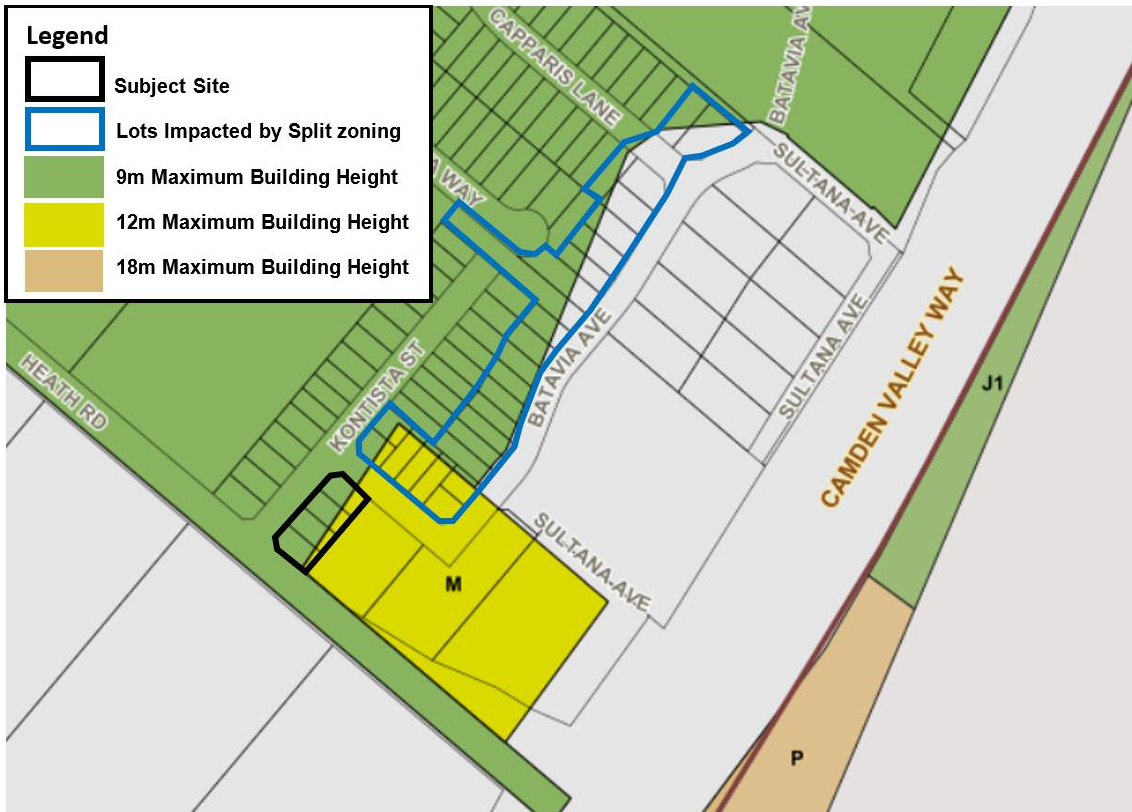 Legend
Subject Site
Lots Impacted by Split zoning
9m Maximum Building Height
12m Maximum Building Height
18m Maximum Building Height
CAPPARIS LANE
BATAVIA AV
SULTANA AVE
A WAY
BATAVIA AVE
SULTANA AVE
CAMDEN VALLEY WAY
HEATH RD
KONTISTA ST
J1
SULTANA AVE
M
P